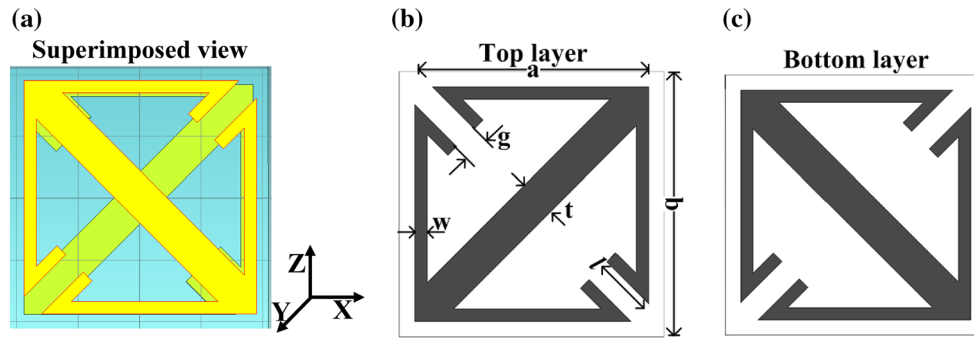 (a)
Superimposed view
Z
Y
X
(b)
Top layer
a
g
w
t
l
b
(c)
Bottom layer